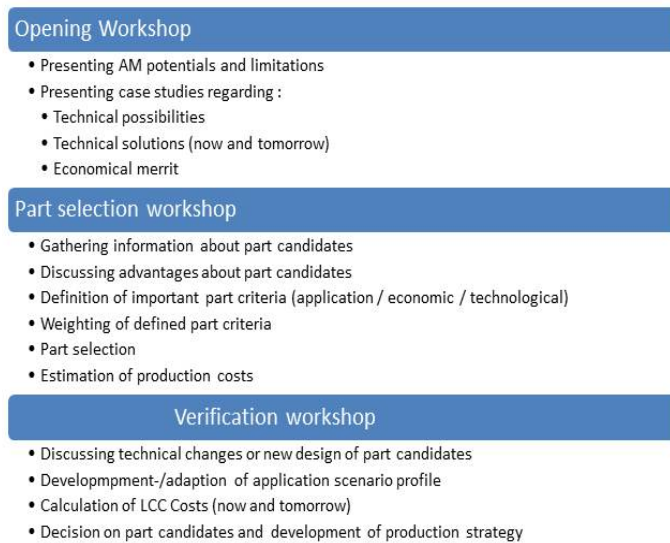 Opening Workshop
• Presenting AM potentials and limitations
• Presenting case studies regarding :
• Technical possibilities
• Technical solutions (now and tomorrow)
• Economical merrit
Part selection workshop
• Gathering information about part candidates
• Discussing advantages about part candidates
• Definition of important part criteria (application / economic / technological)
• Weighting of defined part criteria
• Part selection
• Estimation of production costs
Verification workshop
• Discussing technical changes or new design of part candidates
• Developmpment-/adaption of application scenario profile
• Calculation of LCC Costs (now and tomorrow)
• Decision on part candidates and development of production strategy